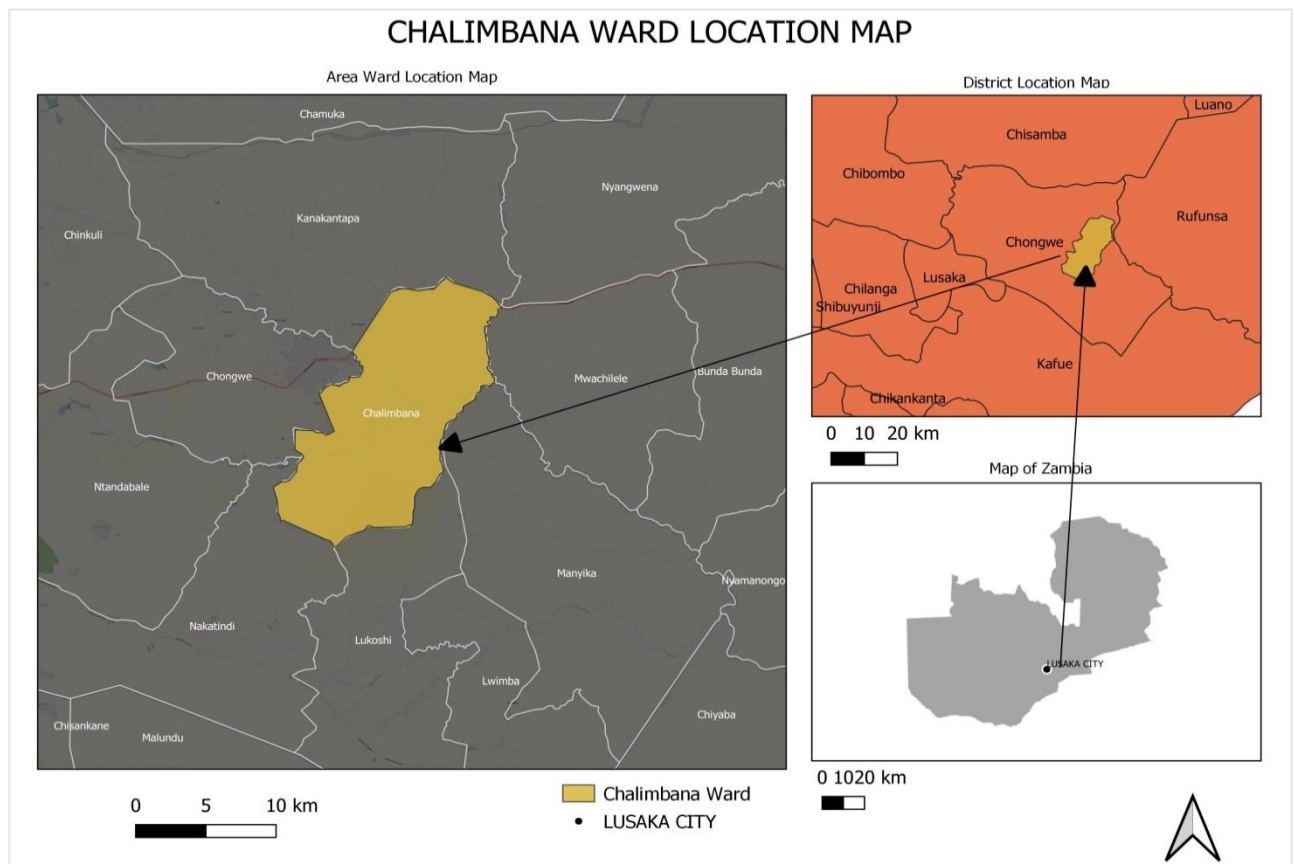 CHALIMBANA WARD LOCATION MAP
Area Ward Location Map
Chamuka
Nyangwena
Kanakantapa
Chinkuli
Chongwe
Mwachilele
Bunda Bunda
Chalimbana
Ntandabale
Manyika
Nyamanongo
Nakatindi
Lukoshi
Lwimba
Chiyaba
Chisankane
Malundu
0 5 10 km
District Location Map
Luano
Chisamba
Chibombo
Rufunsa
Chongwe
Lusaka
Chilanga
Shibuyunji
Kafue
Chikankanta
0 10 20 km
Map of Zambia
LUSAKA CITY
0 1020 km
Chalimbana Ward
LUSAKA CITY